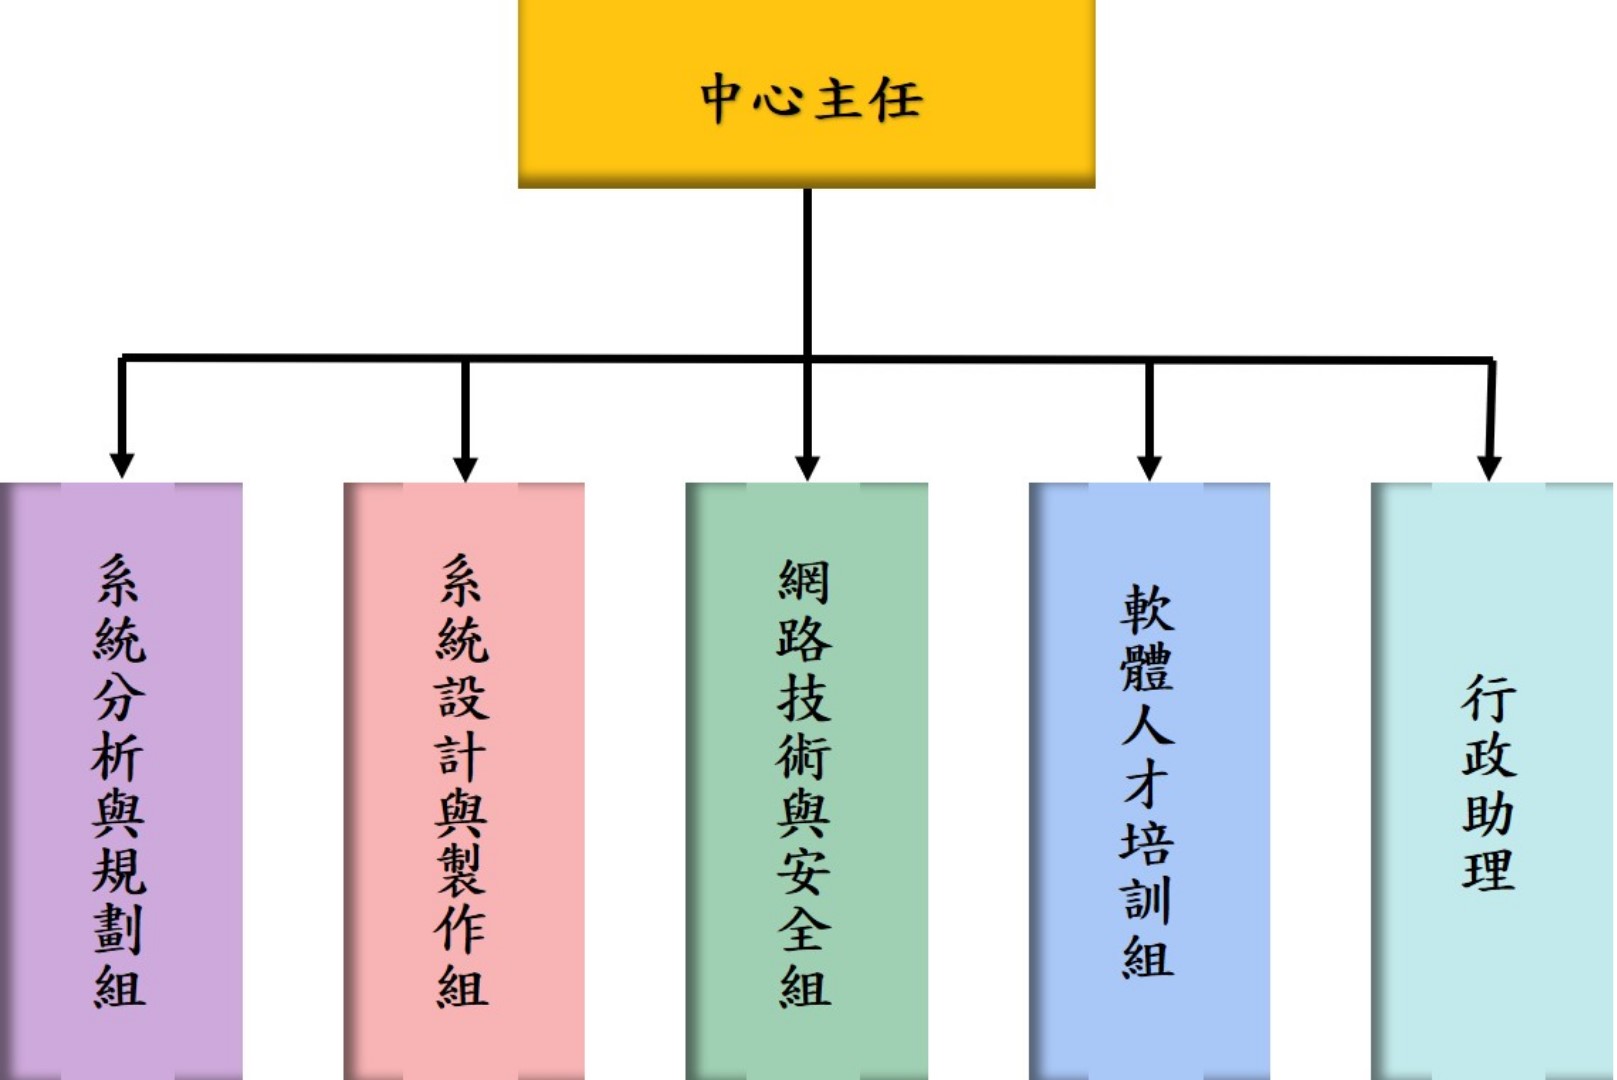 中心主任
系統分析與規劃組
系統設計與製作組
網路技術與安全組
軟體人才培訓組
行政助理